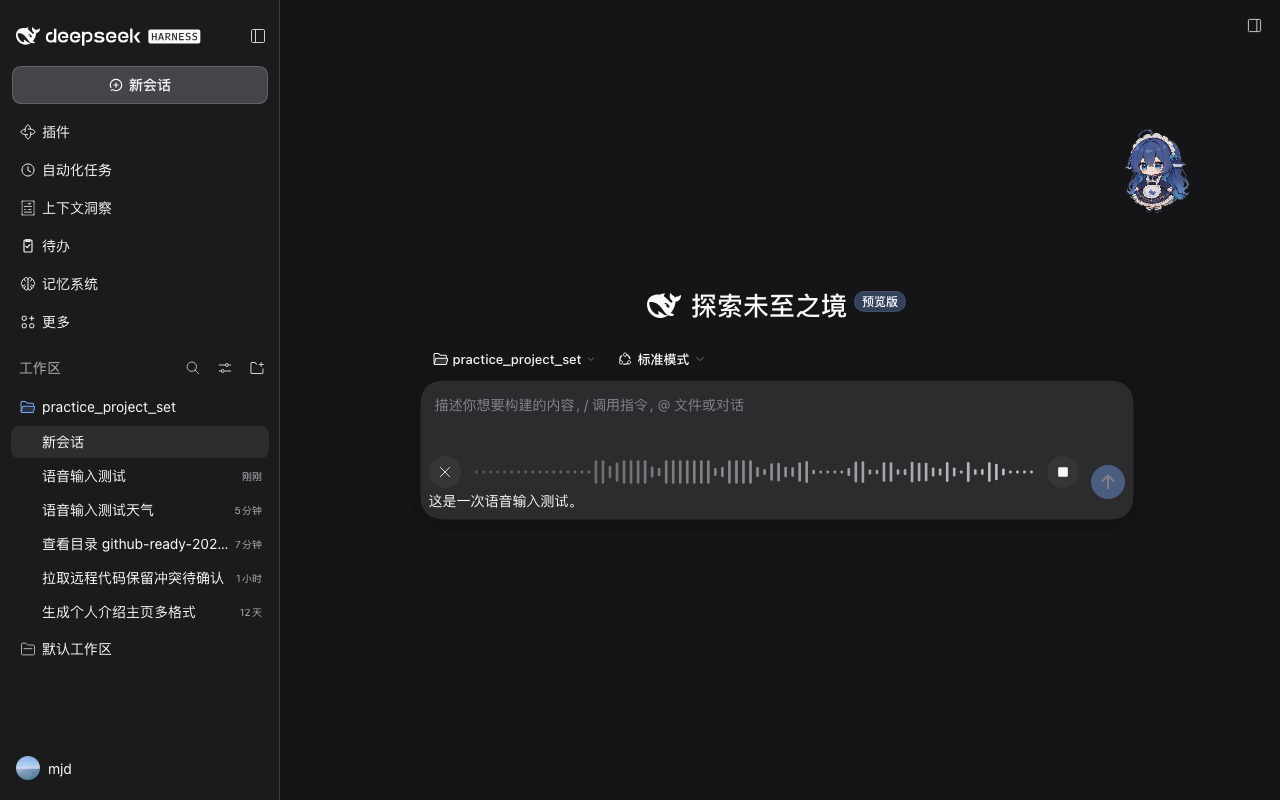 deepseek HARNESS
新会话
插件
自动化任务
上下文洞察
待办
记忆系统
更多
工作区
practice_project_set
新会话
语音输入测试 刚刚
语音输入测试天气 5 分钟
查看目录 github-ready-202... 7 分钟
拉取远程代码保留冲突待确认 1 小时
生成个人介绍主页多格式 12 天
默认工作区
mjd
探索未至之境 预览版
practice_project_set 标准模式
描述你想要构建的内容, / 调用指令, @ 文件或对话
这是一次语音输入测试。